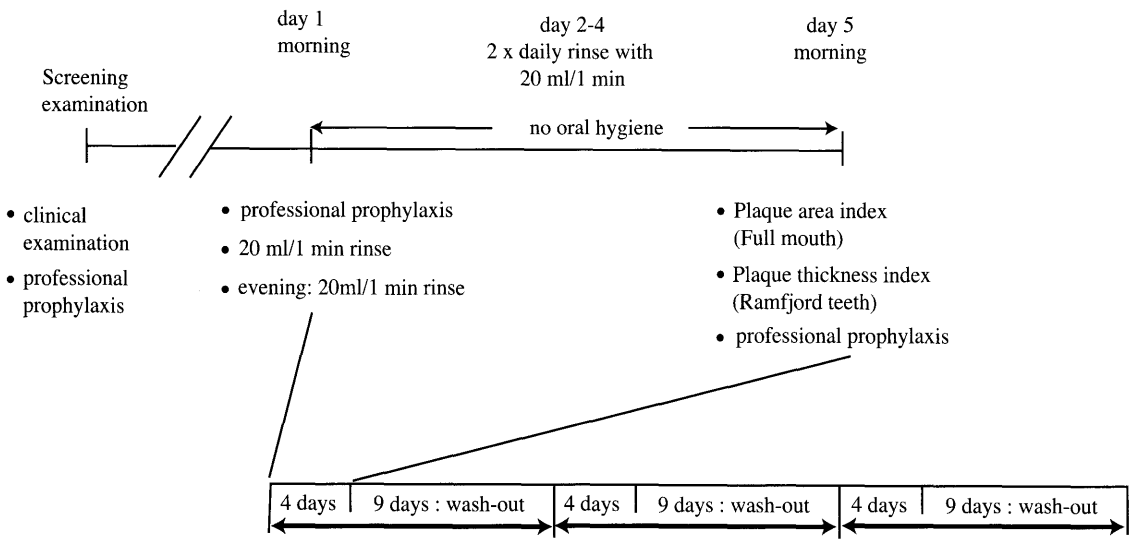 day 1
morning
day 2-4
2 x daily rinse with
20 ml/1 min
day 5
morning
Screening
examination
no oral hygiene
• clinical
examination
• professional
prophylaxis
• professional prophylaxis
• 20 ml/1 min rinse
• evening: 20ml/1 min rinse
• Plaque area index
(Full mouth)
• Plaque thickness index
(Ramfjord teeth)
• professional prophylaxis
4 days 9 days : wash-out 4 days 9 days : wash-out 4 days 9 days : wash-out